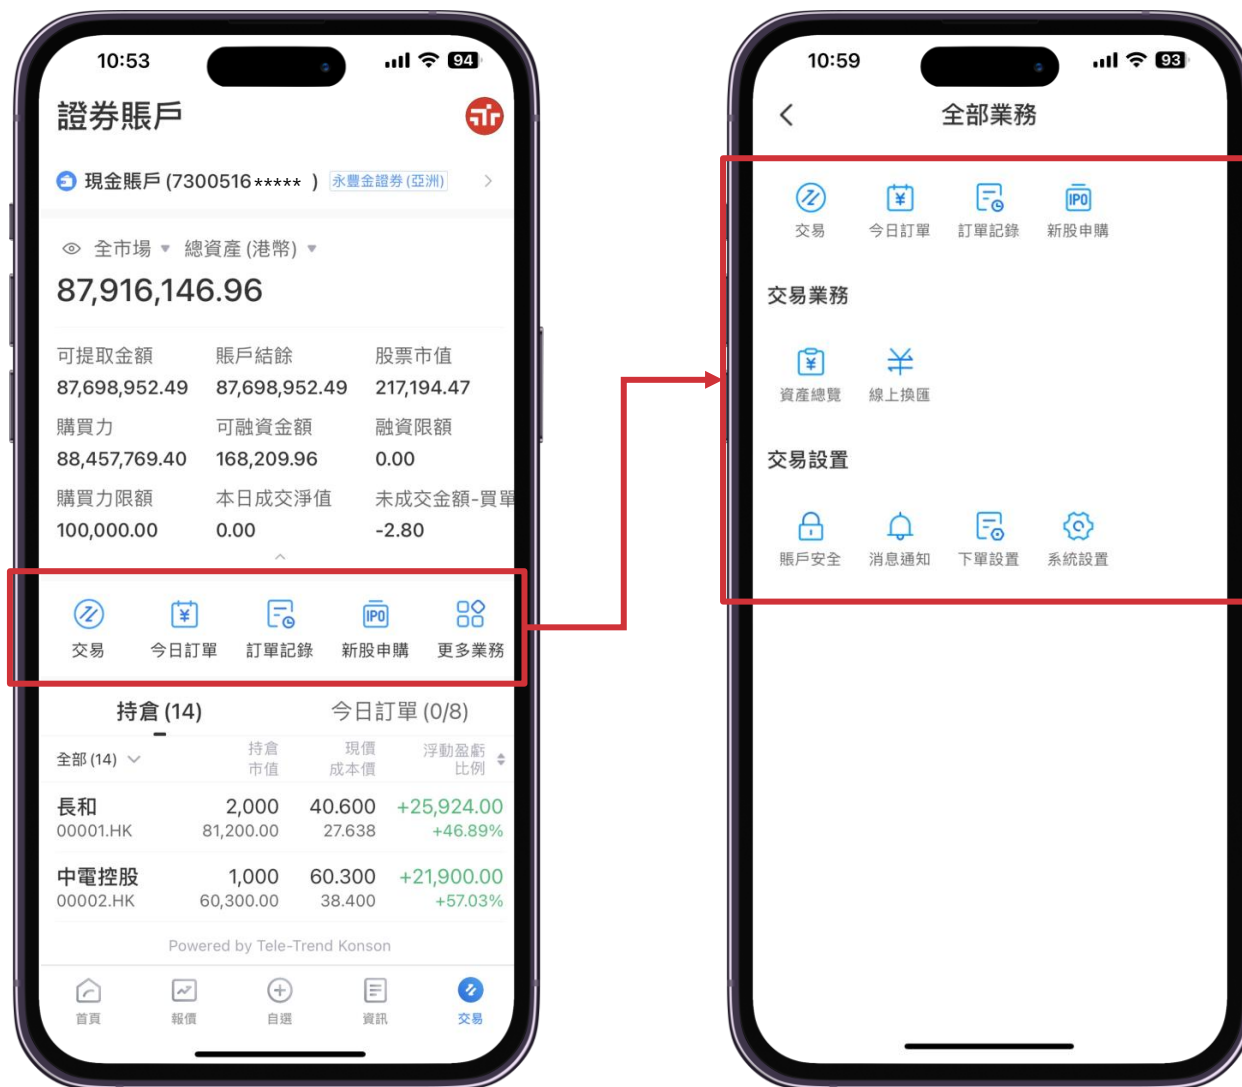 10:53
94
證券賬戶
現金賬戶 (7300516***** )
永豐金證券 (亞洲)
全市場 總資產 (港幣)
87,916,146.96
可提取金額 賬戶結餘 股票市值
87,698,952.49 87,698,952.49 217,194.47
購買力 可融資金額 融資限額
88,457,769.40 168,209.96 0.00
購買力限額 本日成交淨值 未成交金額-買單
100,000.00 0.00 -2.80
IPO
交易 今日訂單 訂單記錄 新股申購 更多業務
持倉 (14) 今日訂單 (0/8)
全部 (14)
持倉 現價 浮動盈虧
市值 成本價 比例
長和 2,000 40.600 +25,924.00
00001.HK 81,200.00 27.638 +46.89%
中電控股 1,000 60.300 +21,900.00
00002.HK 60,300.00 38.400 +57.03%
Powered by Tele-Trend Konson
首頁 報價 自選 資訊 交易
10:59
93
全部業務
IPO
交易 今日訂單 訂單記錄 新股申購
交易業務
資產總覽 線上換匯
交易設置
賬戶安全 消息通知 下單設置 系統設置